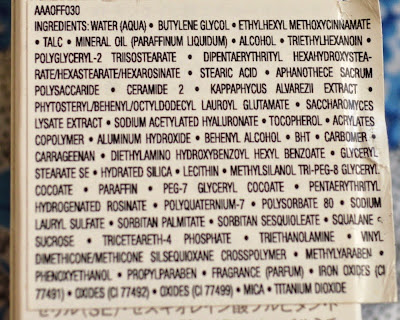 AAA0FF030
INGREDIENTS: WATER (AQUA) • BUTYLENE GLYCOL • ETHYLHEXYL METHOXYCINNAMATE
• TALC • MINERAL OIL (PARAFFINUM LIQUIDUM) • ALCOHOL • TRIETHYLHEXANOIN •
POLYGLYCERYL-2 TRIISOSTEARATE • DIPENTAERYTHRITYL HEXAHYDROXYSTEA-
RATE/HEXASTEARATE/HEXAROSINATE • STEARIC ACID • APHANOTHECE SACRUM
POLYSACCARIDE • CERAMIDE 2 • KAPPAPHYCUS ALVAREZII EXTRACT •
PHYTOSTERYL/BEHENYL/OCTYLDODECYL LAUROYL GLUTAMATE • SACCHAROMYCES
LYSATE EXTRACT • SODIUM ACETYLATED HYALURONATE • TOCOPHEROL • ACRYLATES
COPOLYMER • ALUMINUM HYDROXIDE • BEHENYL ALCOHOL • BHT • CARBOMER •
CARRAGEENAN • DIETHYLAMINO HYDROXYBENZOYL HEXYL BENZOATE • GLYCERYL
STEARATE SE • HYDRATED SILICA • LECITHIN • METHYLSILANOL TRI-PEG-8 GLYCERYL
COCOATE • PARAFFIN • PEG-7 GLYCERYL COCOATE • PENTAERYTHRITYL
HYDROGENATED ROSINATE • POLYQUATERNIUM-7 • POLYSORBATE 80 • SODIUM
LAURYL SULFATE • SORBITAN PALMITATE • SORBITAN SESQUIOLEATE • SQUALANE •
SUCROSE • TRICETEARETH-4 PHOSPHATE • TRIETHANOLAMINE • VINYL
DIMETHICONE/METHICONE SILSEQUIOXANE CROSSPOLYMER • METHYLPARABEN •
PHENOXYETHANOL • PROPYLPARABEN • FRAGRANCE (PARFUM) • IRON OXIDES (CI
77491) • OXIDES (CI 77492) • OXIDES (CI 77499) • MICA • TITANIUM DIOXIDE